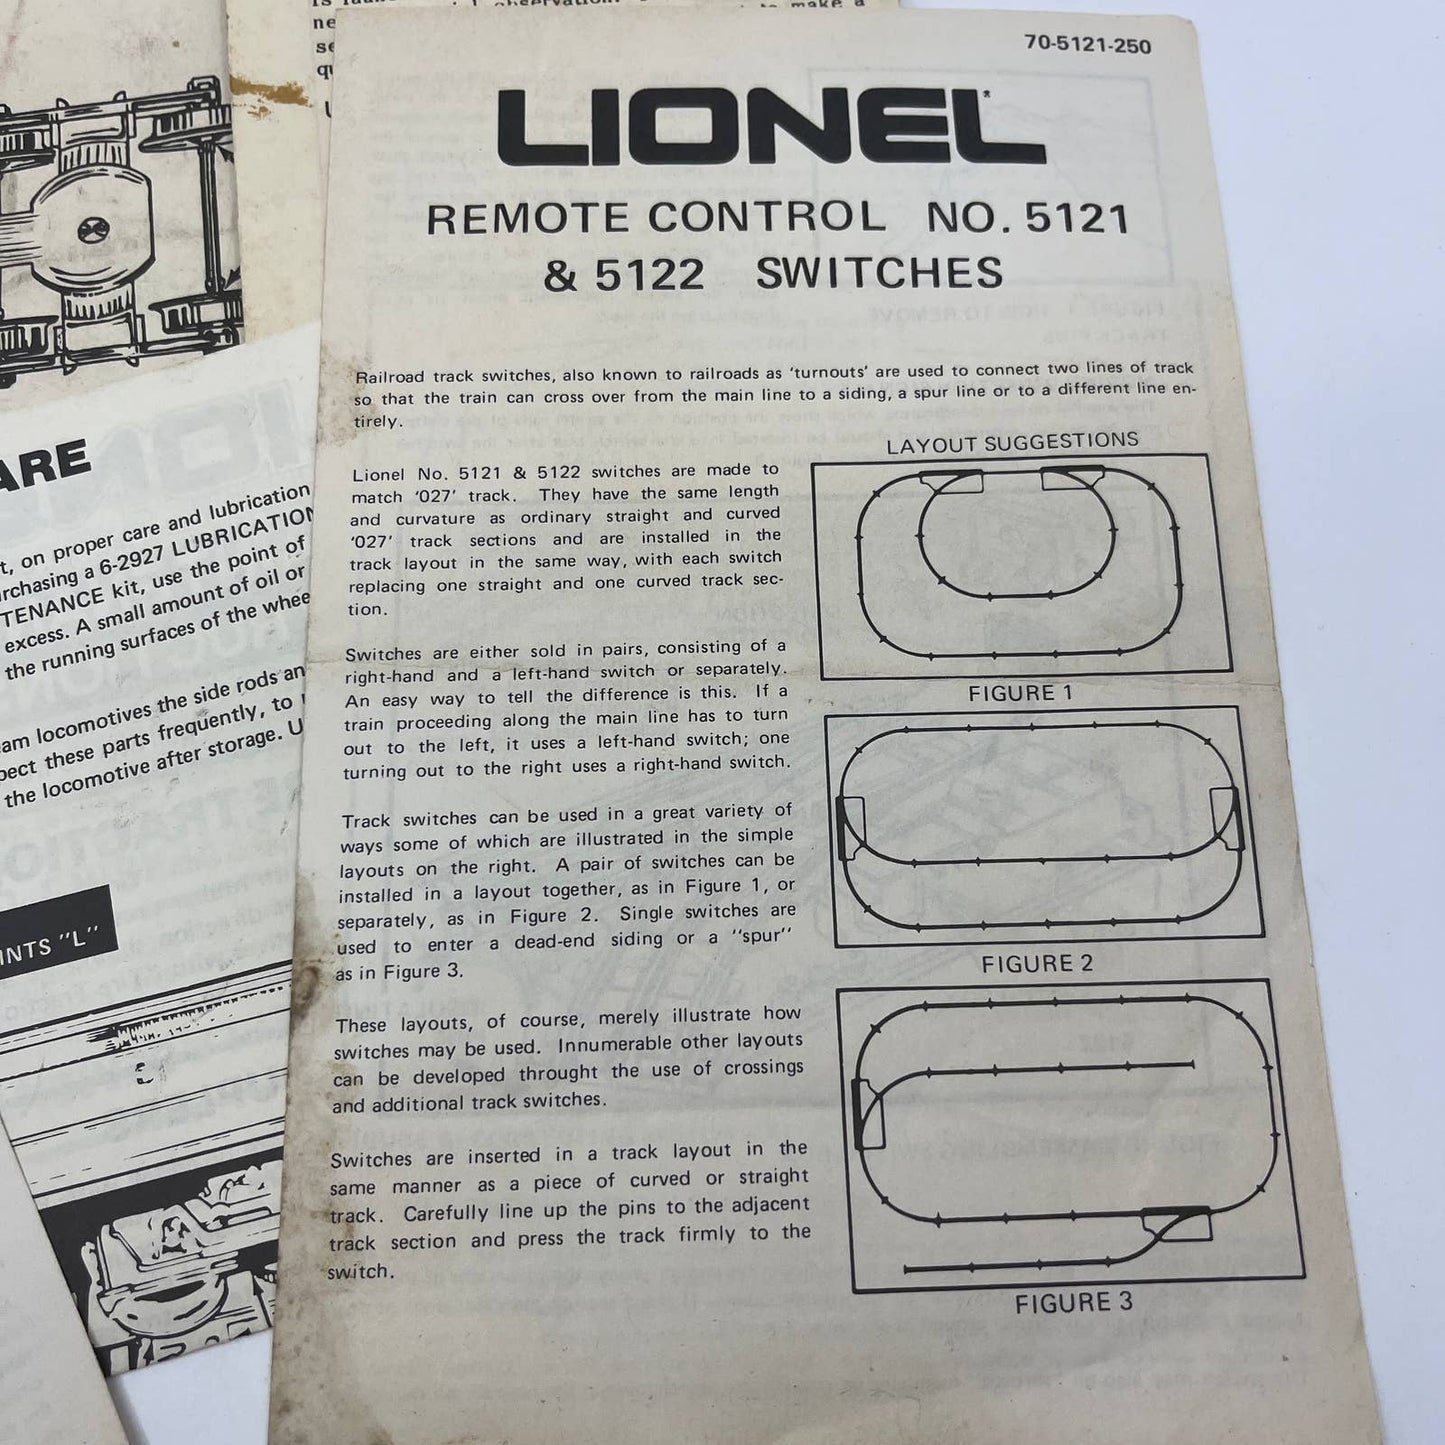 70-5121-250
LIONEL
REMOTE CONTROL NO. 5121
& 5122 SWITCHES
Railroad track switches, also known to railroads as ‘turnouts’ are used to connect two lines of track
so that the train can cross over from the main line to a siding, a spur line or to a different line en-
tirely.
Lionel No. 5121 & 5122 switches are made to
match ‘027’ track. They have the same length
and curvature as ordinary straight and curved
‘027’ track sections and are installed in the
track layout in the same way, with each switch
replacing one straight and one curved track sec-
tion.
Switches are either sold in pairs, consisting of a
right-hand and a left-hand switch or separately.
An easy way to tell the difference is this. If a
train proceeding along the main line has to turn
out to the left, it uses a left-hand switch; one
turning out to the right uses a right-hand switch.
Track switches can be used in a great variety of
ways some of which are illustrated in the simple
layouts on the right. A pair of switches can be
installed in a layout together, as in Figure 1, or
separately, as in Figure 2. Single switches are
used to enter a dead-end siding or a ‘‘spur’’
as in Figure 3.
These layouts, of course, merely illustrate how
switches may be used. Innumerable other layouts
can be developed throught the use of crossings
and additional track switches.
Switches are inserted in a track layout in the
same manner as a piece of curved or straight
track. Carefully line up the pins to the adjacent
track section and press the track firmly to the
switch.
LAYOUT SUGGESTIONS
FIGURE 1
FIGURE 2
FIGURE 3
observation.
make a
ARE
t, on proper care and lubrication
rchasing a 6-2927 LUBRICATION
TENANCE kit, use the point of
excess. A small amount of oil or
the running surfaces of the whee
am locomotives the side rods an
pect these parts frequently, to
the locomotive after storage. U
INTS "L"